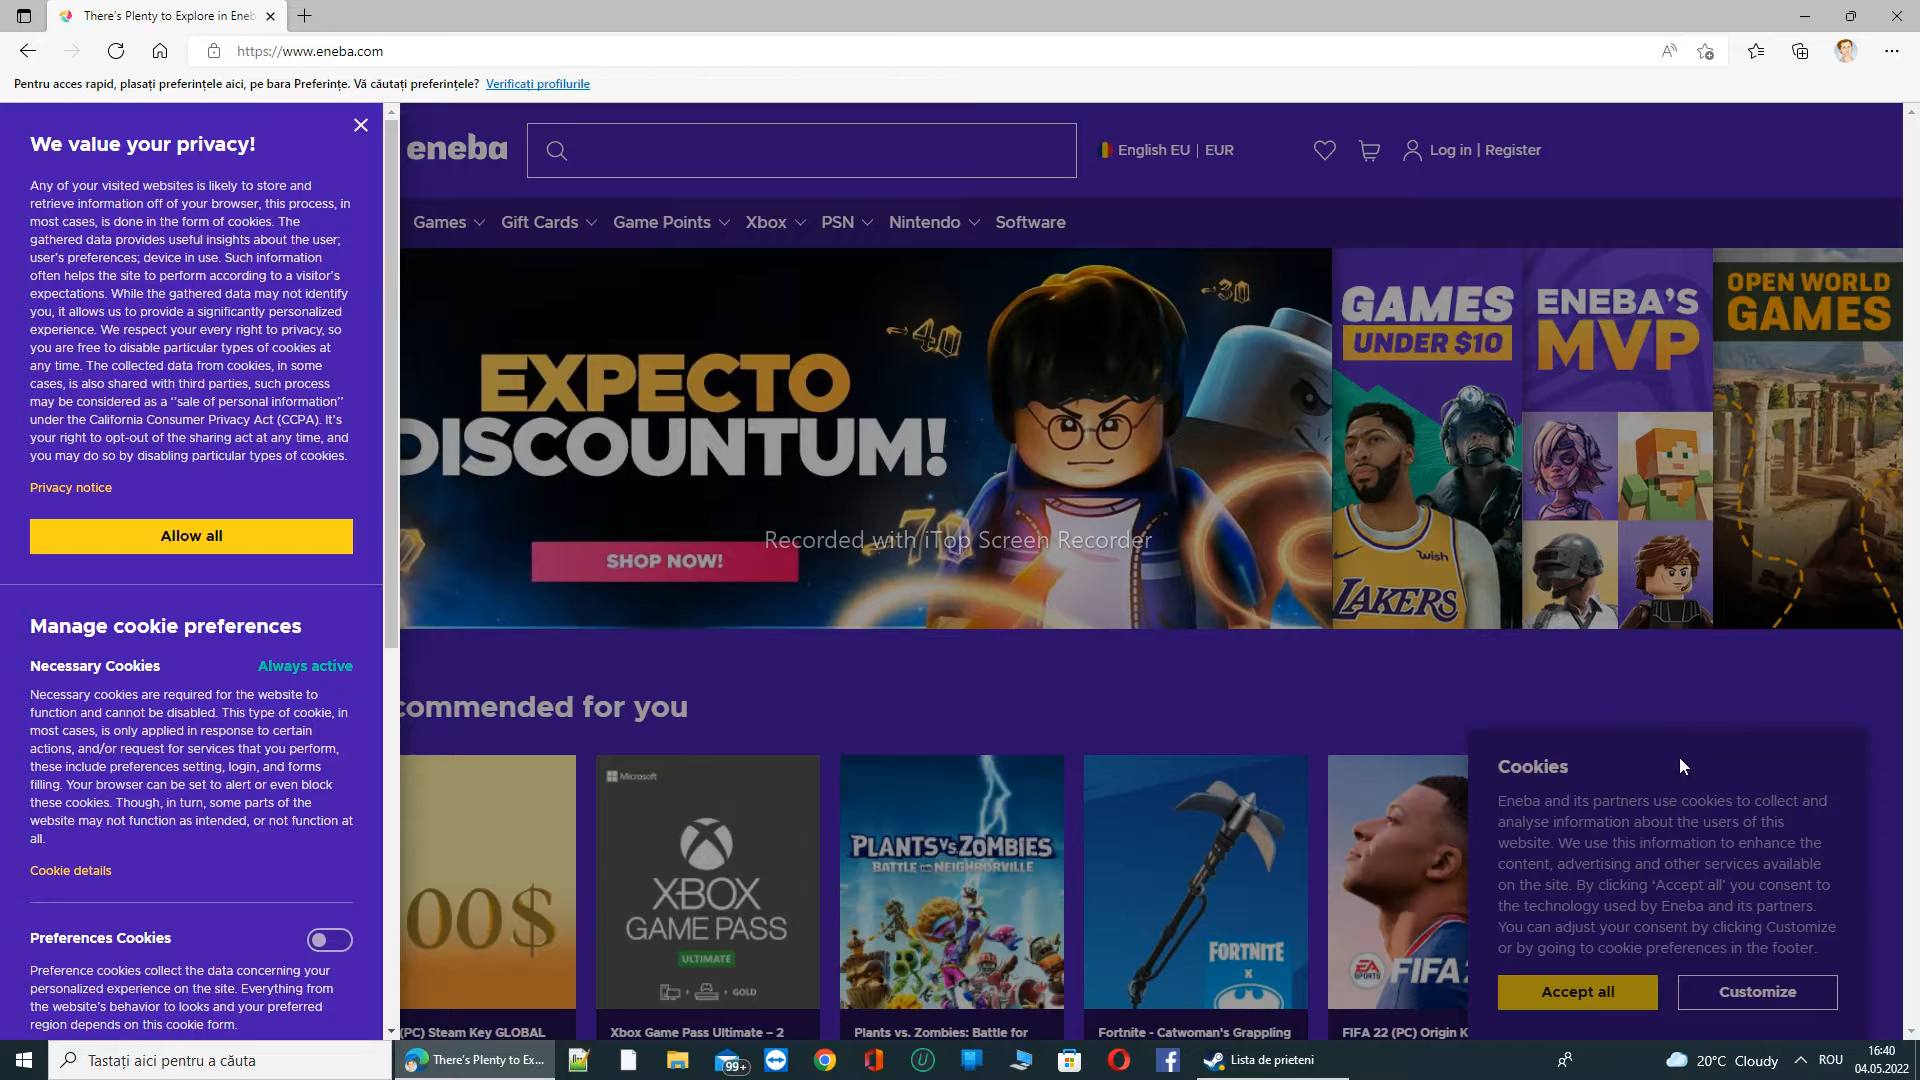 There's Plenty to Explore in Eneb
https://www.eneba.com
Pentru acces rapid, plasați preferințele aici, pe bara Preferințe. Vă căutați preferințele? Verificați profilurile
We value your privacy!
Any of your visited websites is likely to store and
retrieve information off of your browser, this process, in
most cases, is done in the form of cookies. The
gathered data provides useful insights about the user;
user's preferences; device in use. Such information
often helps the site to perform according to a visitor's
expectations. While the gathered data may not identify
you, it allows us to provide a significantly personalized
experience. We respect your every right to privacy, so
you are free to disable particular types of cookies at
any time. The collected data from cookies, in some
cases, is also shared with third parties, such process
may be considered as a ''sale of personal information''
under the California Consumer Privacy Act (CCPA). It's
your right to opt-out of the sharing act at any time, and
you may do so by disabling particular types of cookies.
Privacy notice
Allow all
Manage cookie preferences
Necessary Cookies Always active
Necessary cookies are required for the website to
function and cannot be disabled. This type of cookie, in
most cases, is only applied in response to certain
actions, and/or request for services that you perform,
these include preferences setting, login, and forms
filling. Your browser can be set to alert or even block
these cookies. Though, in turn, some parts of the
website may not function as intended, or not function at
all.
Cookie details
Preferences Cookies
Preference cookies collect the data concerning your
personalized experience on the site. Everything from
the website's behavior to looks and your preferred
region depends on this cookie form.
eneba
English EU | EUR
Log in | Register
Games Gift Cards Game Points Xbox PSN Nintendo Software
EXPECTO
DISCOUNTUM!
SHOP NOW!
-40
-30
Recorded with iTop Screen Recorder
GAMES
UNDER $10
wish
LAKERS
ENEBA'S
MVP
OPEN WORLD
GAMES
commended for you
00$
(PC) Steam Key GLOBAL
Microsoft
XBOX
GAME PASS
ULTIMATE
+ + GOLD
Xbox Game Pass Ultimate – 2
PLANTS VS. ZOMBIES
BATTLE FOR NEIGHBORVILLE
Plants vs. Zombies: Battle for
FORTNITE
X
Fortnite - Catwoman's Grappling
EA SPORTS
FIFA
FIFA 22 (PC) Origin K
Cookies
Eneba and its partners use cookies to collect and
analyse information about the users of this
website. We use this information to enhance the
content, advertising and other services available
on the site. By clicking 'Accept all' you consent to
the technology used by Eneba and its partners.
You can adjust your consent by clicking Customize
or by going to cookie preferences in the footer.
Accept all
Customize
Tastați aici pentru a căuta
There's Plenty to Ex...
99+
Lista de prieteni
20°C Cloudy
ROU
16:40
04.05.2022